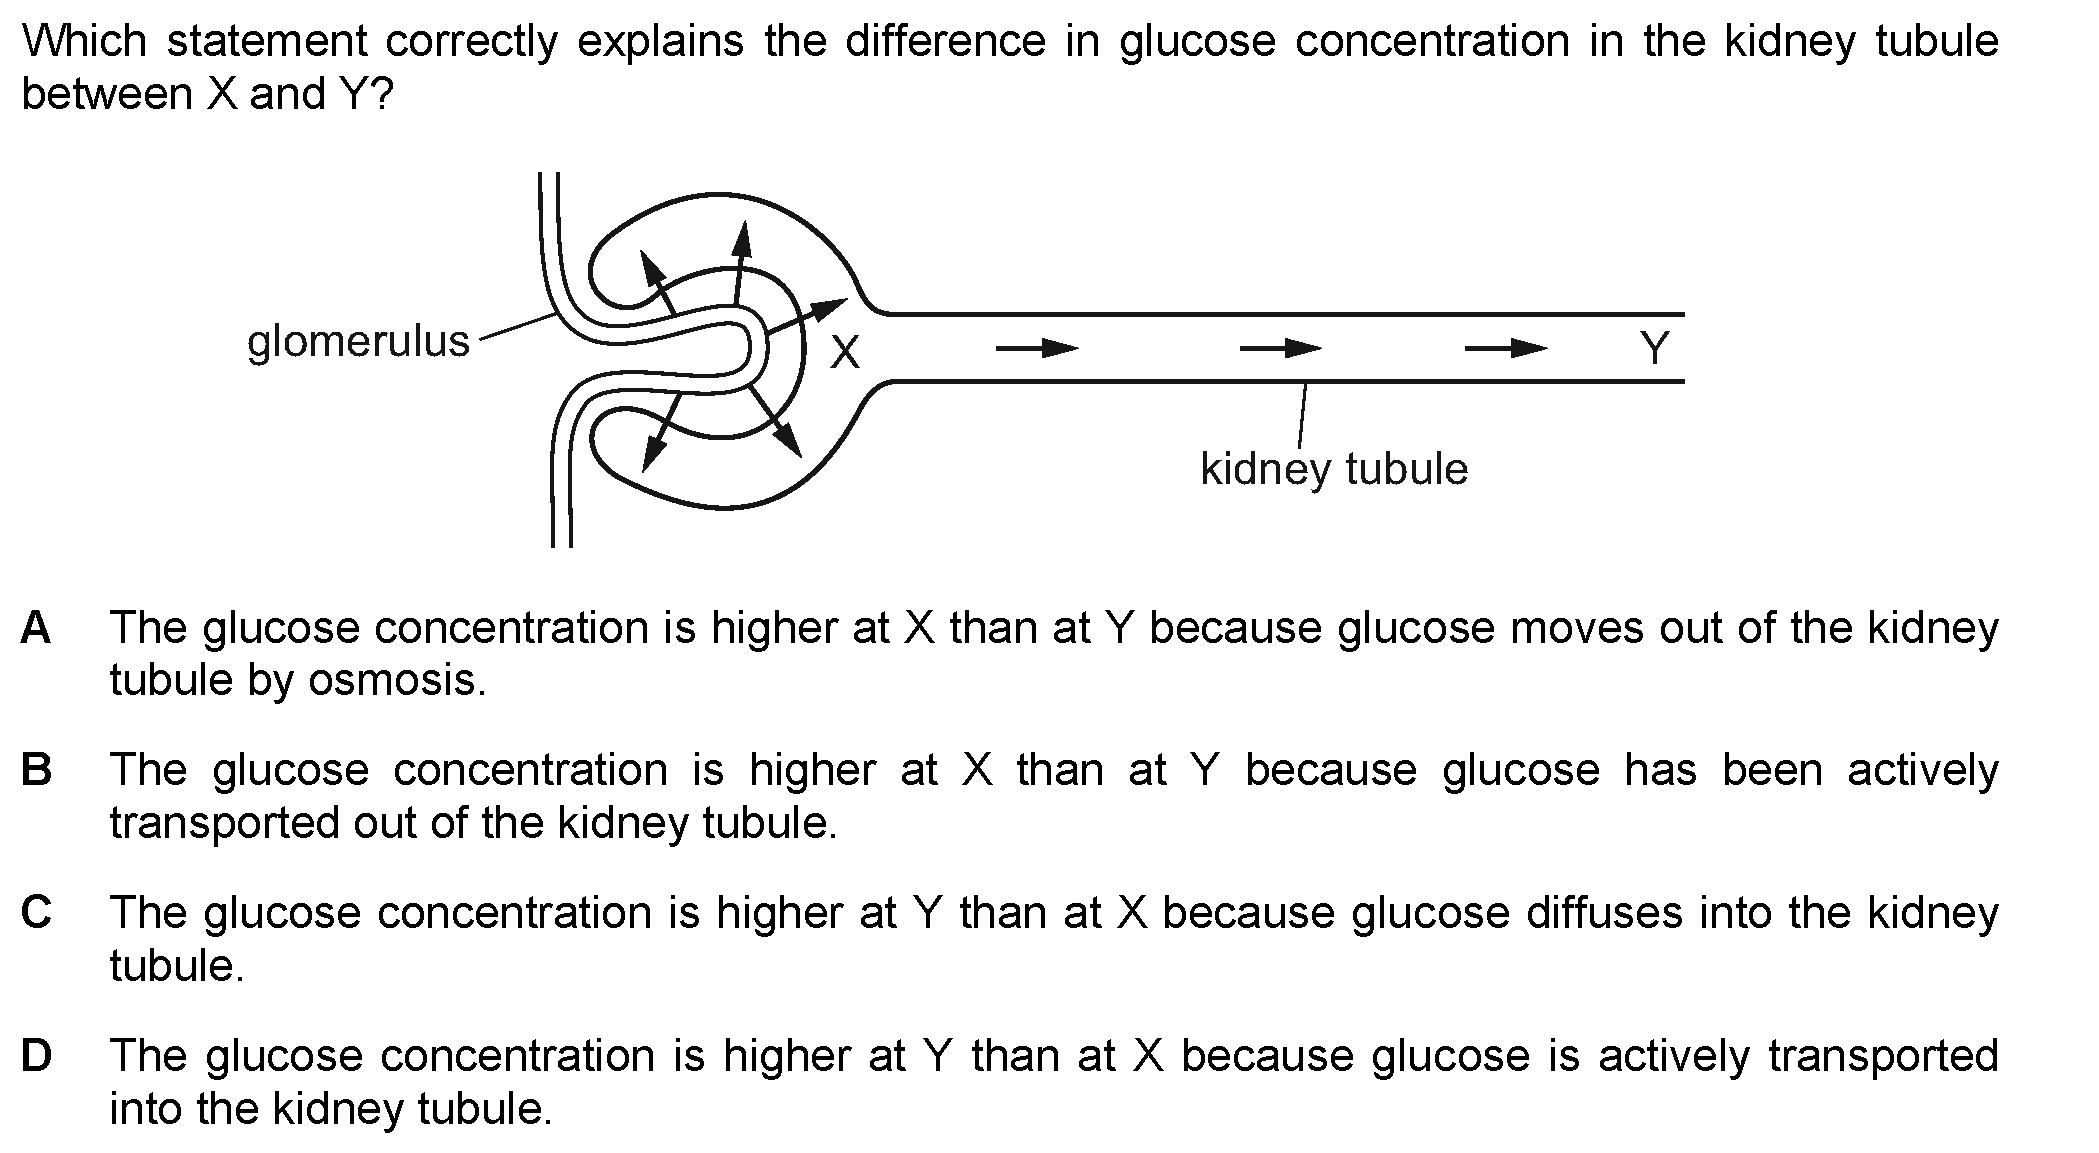 Which statement correctly explains the difference in glucose concentration in the kidney tubule
between X and Y?
glomerulus
X
Y
kidney tubule
A The glucose concentration is higher at X than at Y because glucose moves out of the kidney
tubule by osmosis.
B The glucose concentration is higher at X than at Y because glucose has been actively
transported out of the kidney tubule.
C The glucose concentration is higher at Y than at X because glucose diffuses into the kidney
tubule.
D The glucose concentration is higher at Y than at X because glucose is actively transported
into the kidney tubule.